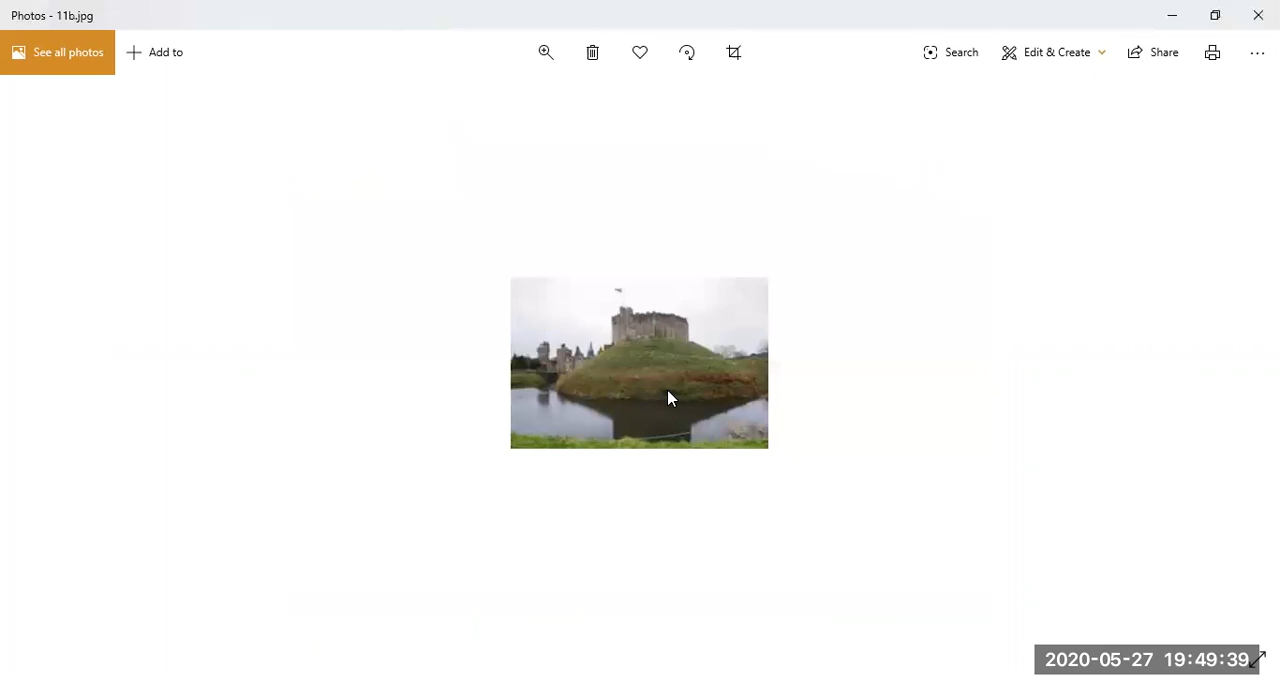 Photos - 11b.jpg
See all photos
Add to
Search
Edit & Create
Share
2020-05-27 19:49:39